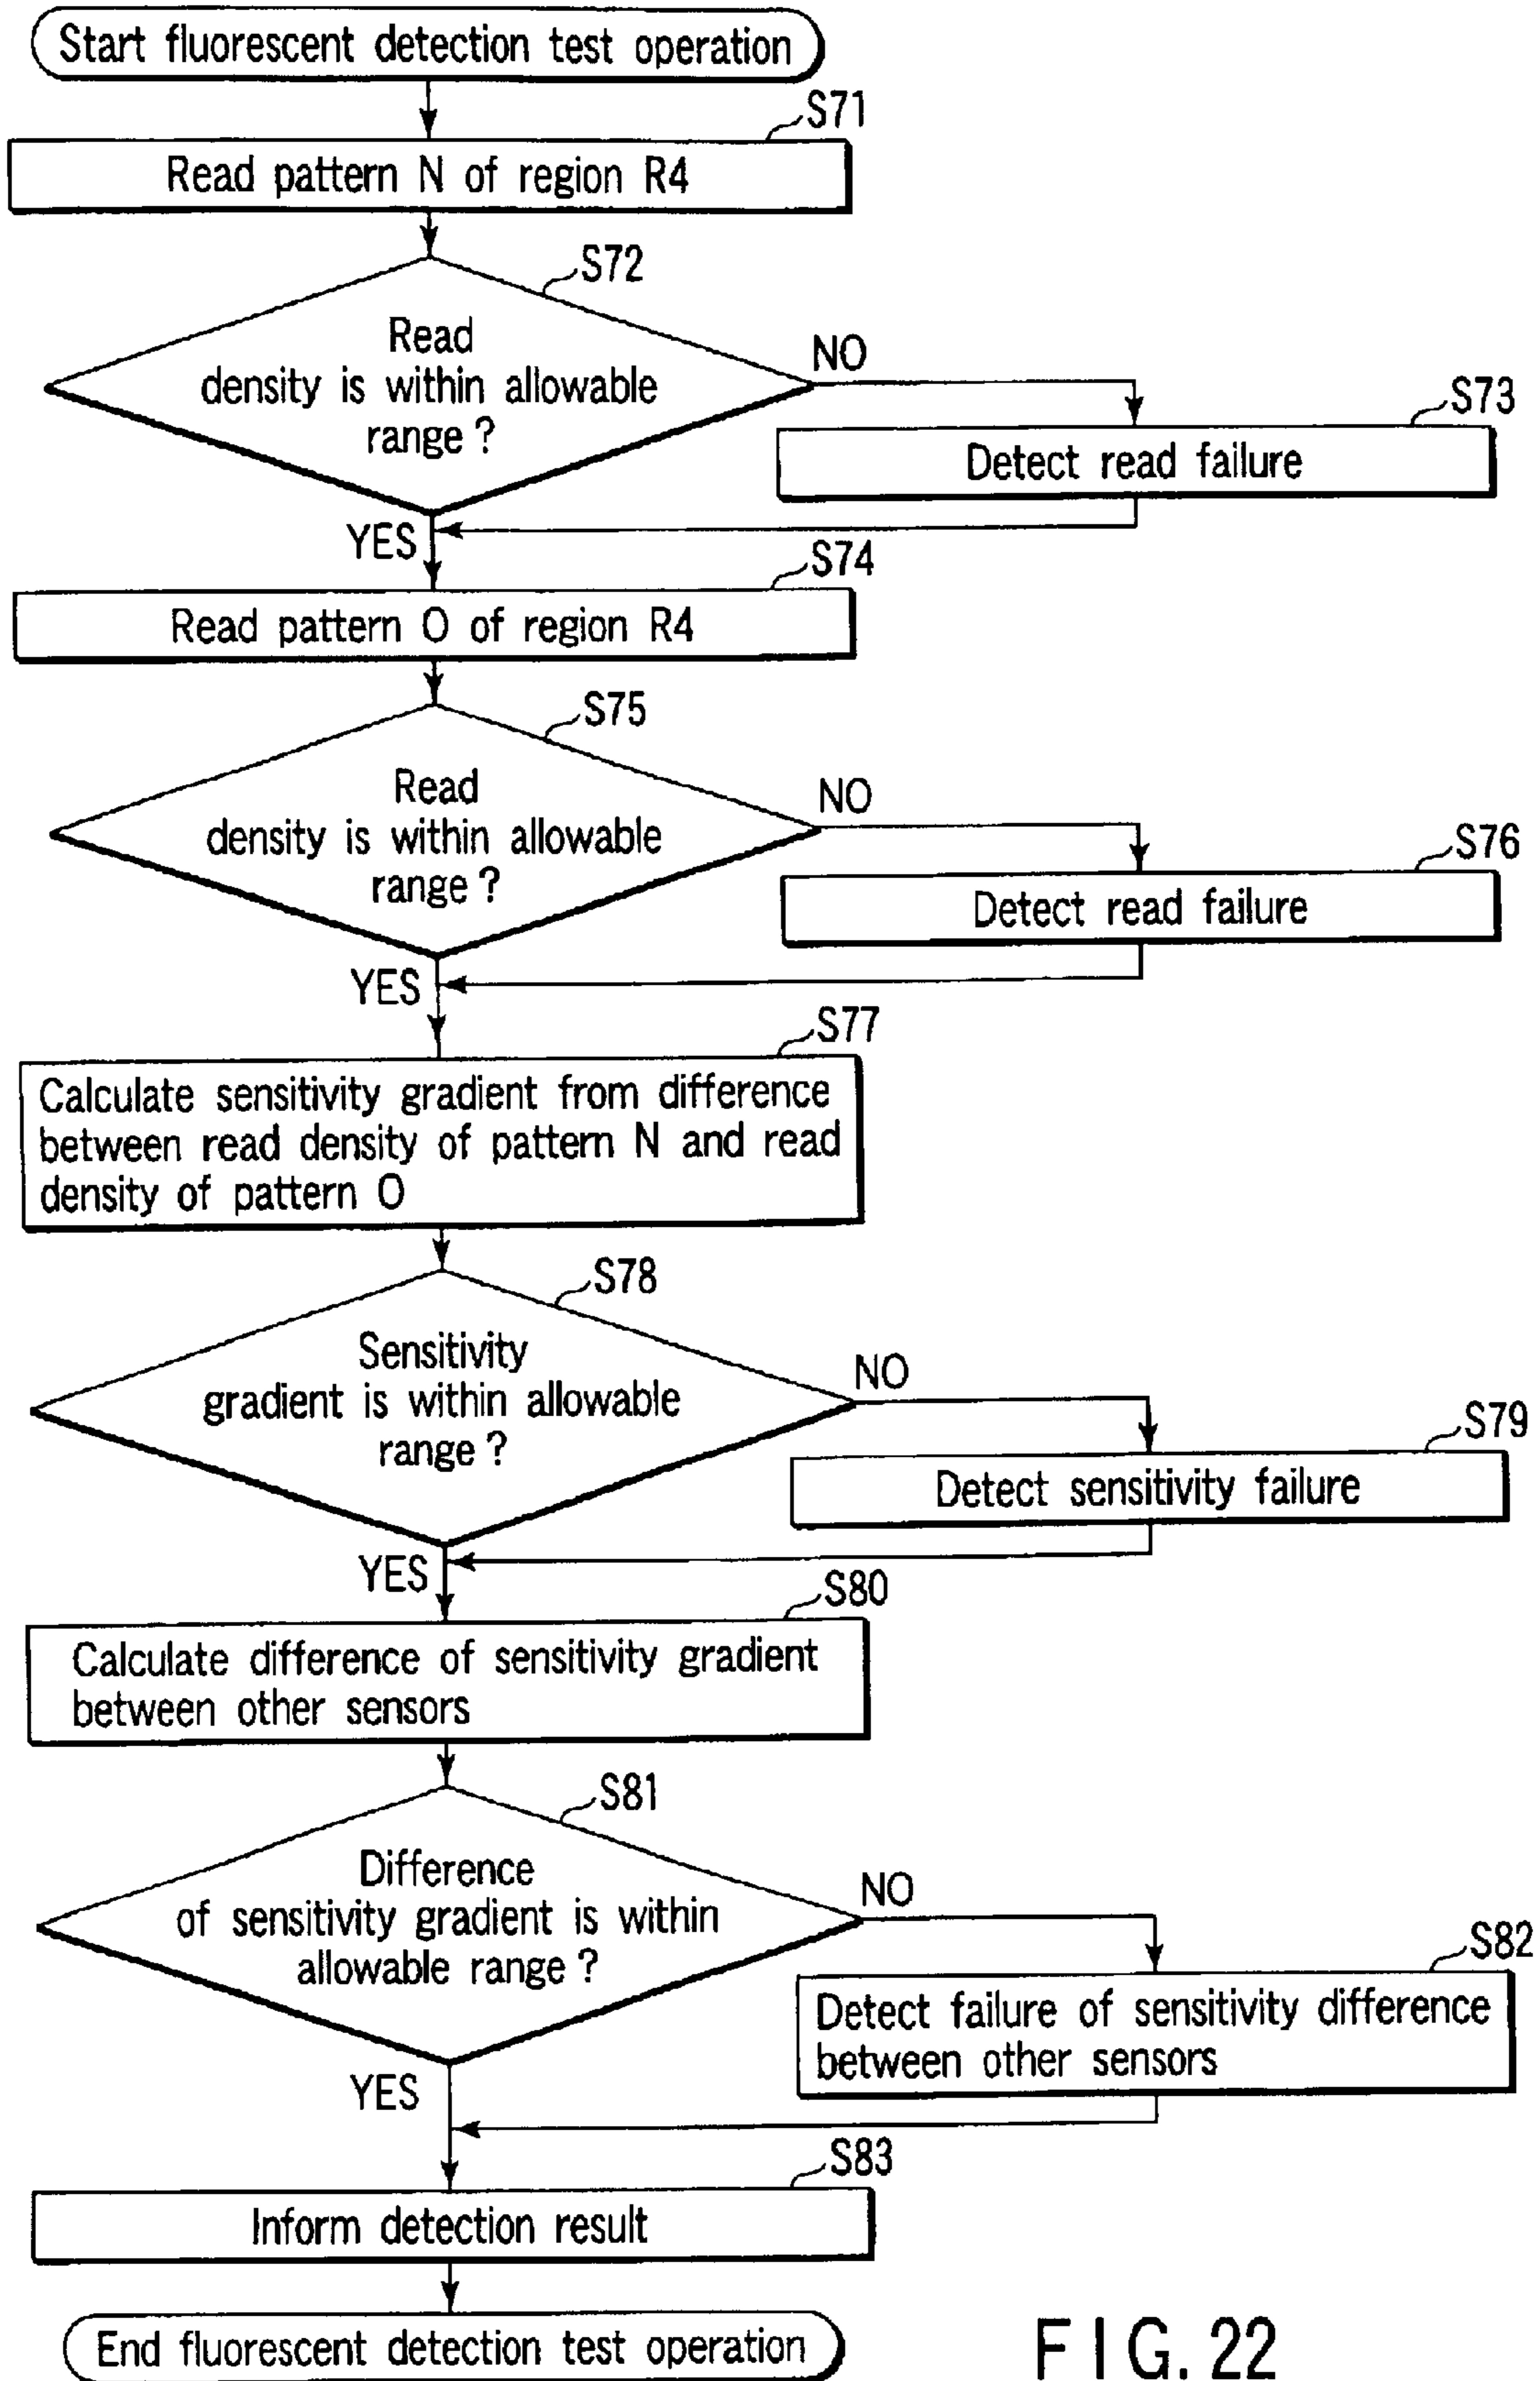 Start fluorescent detection test operation
S71
Read pattern N of region R4
S72
Read
density is within allowable
range?
NO
S73
Detect read failure
YES
S74
Read pattern O of region R4
S75
Read
density is within allowable
range?
NO
S76
Detect read failure
YES
S77
Calculate sensitivity gradient from difference
between read density of pattern N and read
density of pattern O
S78
Sensitivity
gradient is within allowable
range?
NO
S79
Detect sensitivity failure
YES
S80
Calculate difference of sensitivity gradient
between other sensors
S81
Difference
of sensitivity gradient is within
allowable range?
NO
S82
Detect failure of sensitivity difference
between other sensors
YES
S83
Inform detection result
End fluorescent detection test operation
FIG. 22